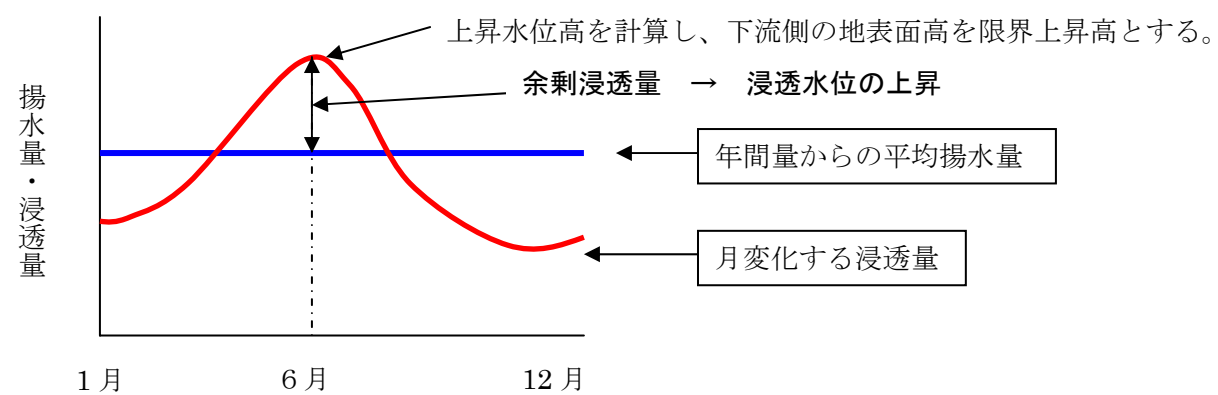 上昇水位高を計算し、下流側の地表面高を限界上昇高とする。
余剰浸透量 → 浸透水位の上昇
揚水量・浸透量
年間量からの平均揚水量
月変化する浸透量
1月
6月
12月